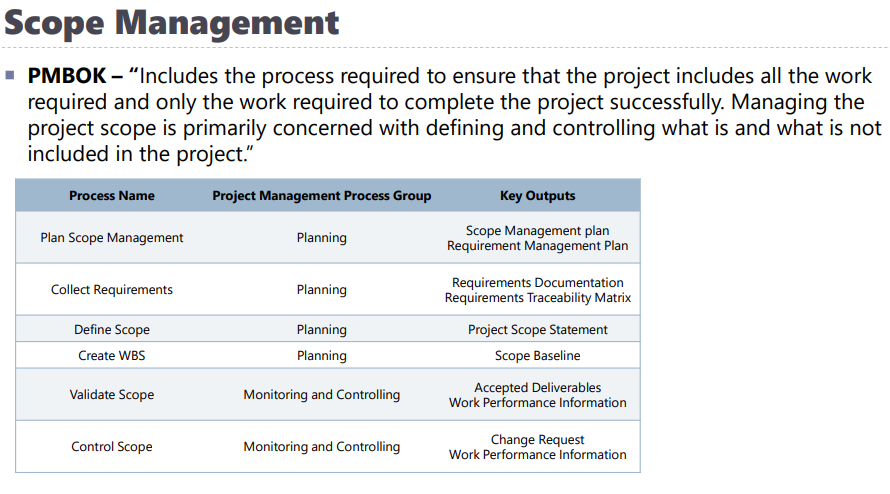 Scope Management
PMBOK – “Includes the process required to ensure that the project includes all the work
required and only the work required to complete the project successfully. Managing the
project scope is primarily concerned with defining and controlling what is and what is not
included in the project.”
Process Name Project Management Process Group Key Outputs
Plan Scope Management Planning Scope Management plan
Requirement Management Plan
Collect Requirements Planning Requirements Documentation
Requirements Traceability Matrix
Define Scope Planning Project Scope Statement
Create WBS Planning Scope Baseline
Validate Scope Monitoring and Controlling Accepted Deliverables
Work Performance Information
Control Scope Monitoring and Controlling Change Request
Work Performance Information